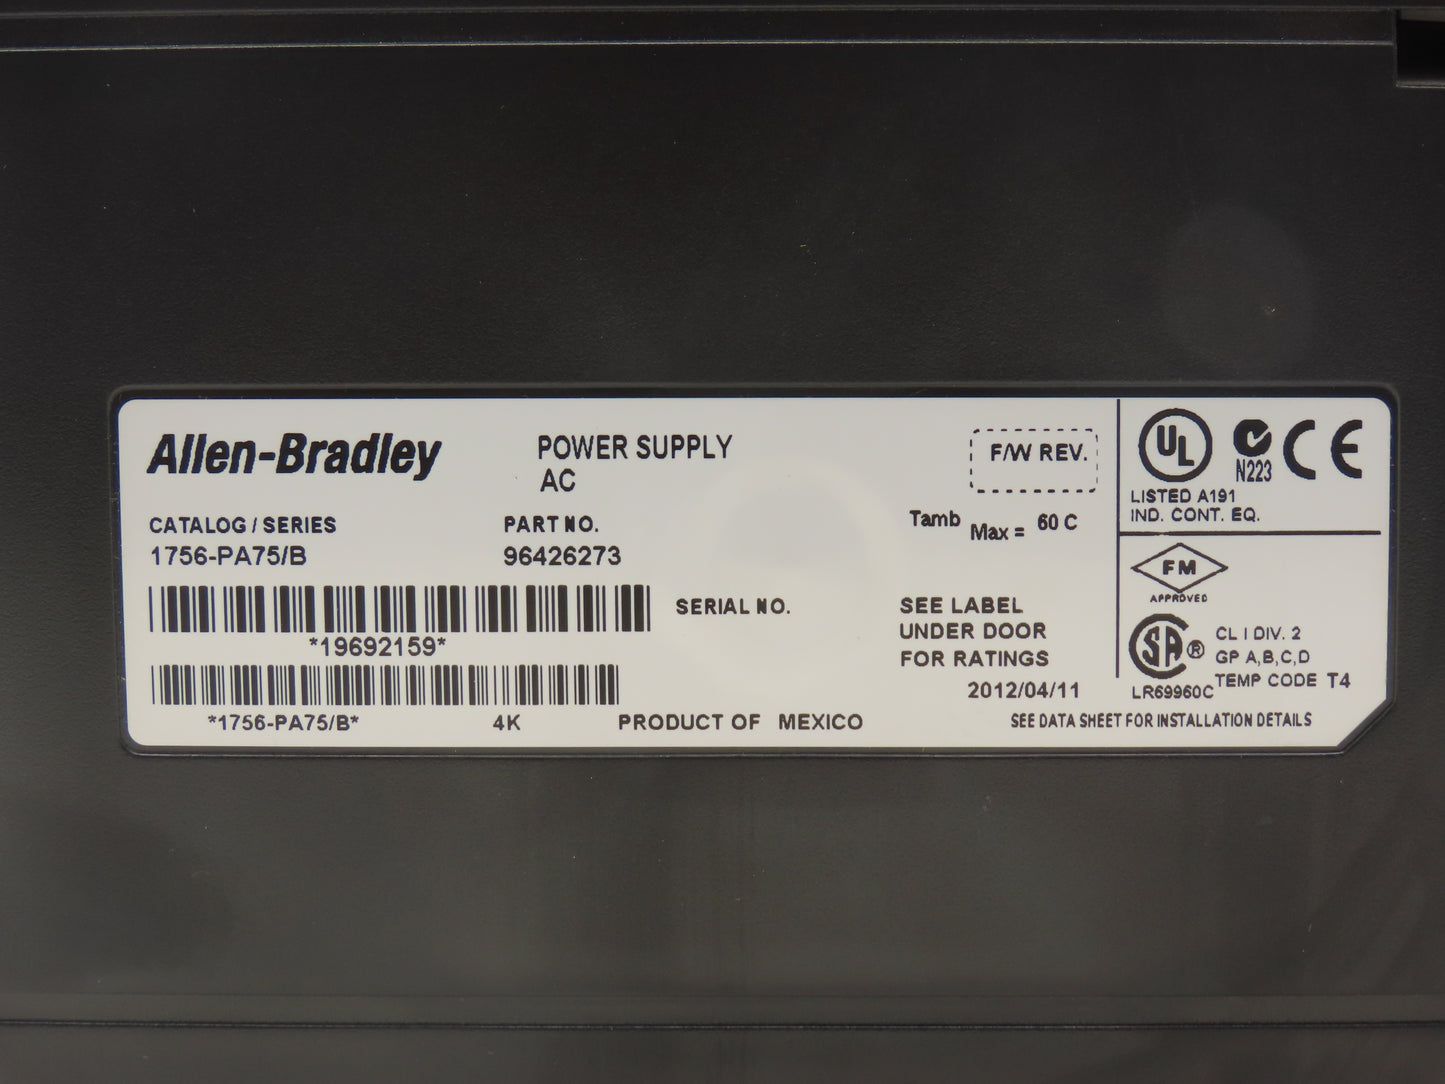 Allen-Bradley
POWER SUPPLY
AC
F/W REV.
CATALOG / SERIES
1756-PA75/B
PART NO.
96426273
Tamb Max = 60 C
*19692159*
SERIAL NO.
SEE LABEL
UNDER DOOR
FOR RATINGS
2012/04/11
*1756-PA75/B*
4K
PRODUCT OF MEXICO
UL
N223
CE
LISTED A191
IND. CONT. EQ.
FM
APPROVED
SA ®
LR69960C
CL I DIV. 2
GP A,B,C,D
TEMP CODE T4
SEE DATA SHEET FOR INSTALLATION DETAILS